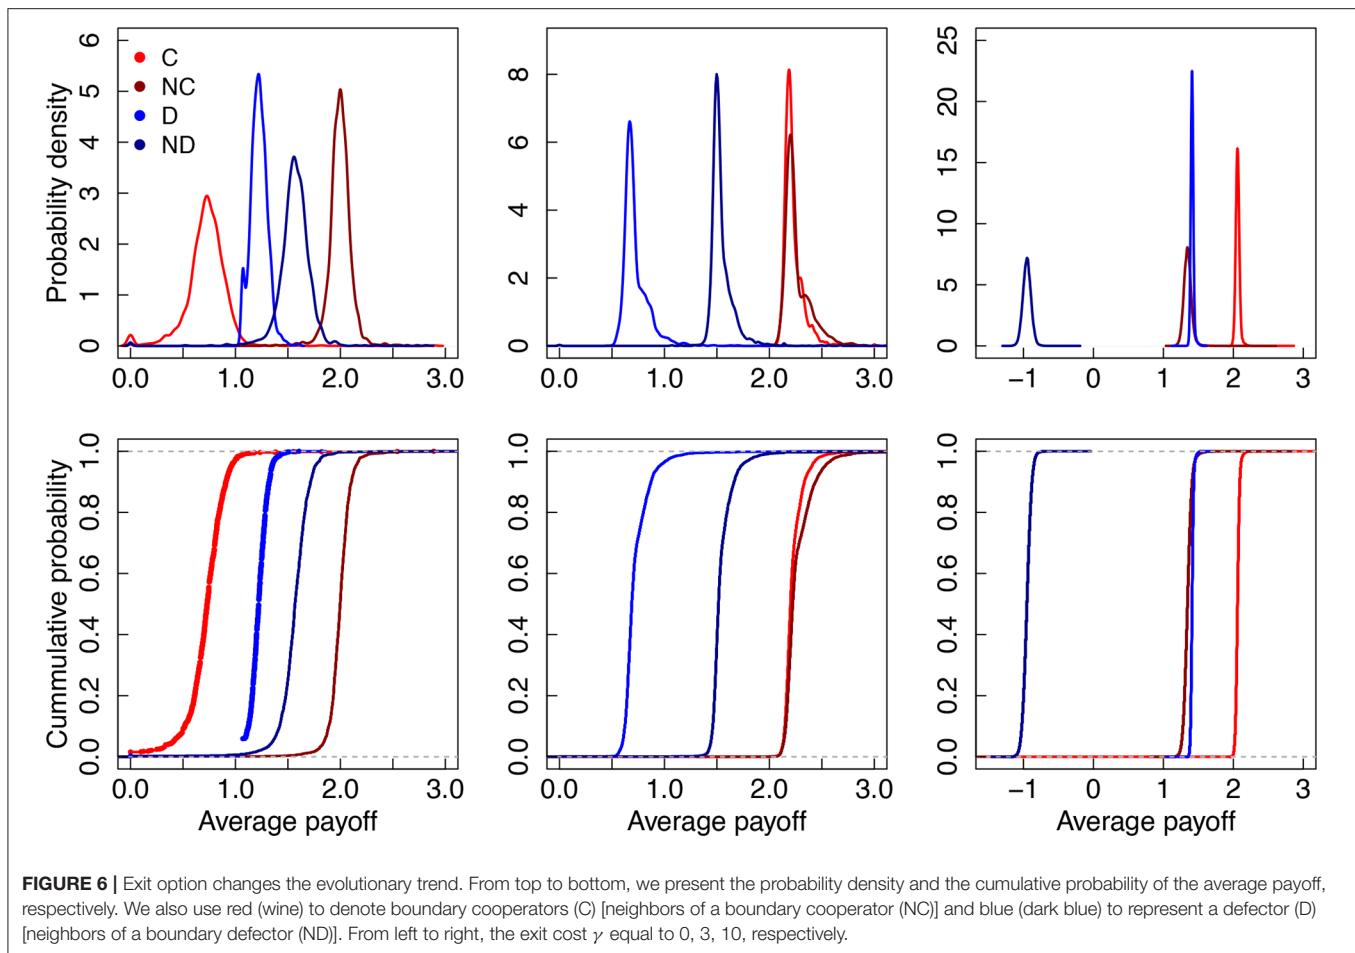 Probability density
6
5
4
3
2
1
0
C
NC
D
ND
0.0 1.0 2.0 3.0
8
6
4
2
0
0.0 1.0 2.0 3.0
25
20
15
10
5
0
−1 0 1 2 3
Cummulative probability
1.0
0.8
0.6
0.4
0.2
0.0
0.0 1.0 2.0 3.0
Average payoff
1.0
0.8
0.6
0.4
0.2
0.0
0.0 1.0 2.0 3.0
Average payoff
1.0
0.8
0.6
0.4
0.2
0.0
−1 0 1 2 3
Average payoff
FIGURE 6 | Exit option changes the evolutionary trend. From top to bottom, we present the probability density and the cumulative probability of the average payoff,
respectively. We also use red (wine) to denote boundary cooperators (C) [neighbors of a boundary cooperator (NC)] and blue (dark blue) to represent a defector (D)
[neighbors of a boundary defector (ND)]. From left to right, the exit cost γ equal to 0, 3, 10, respectively.